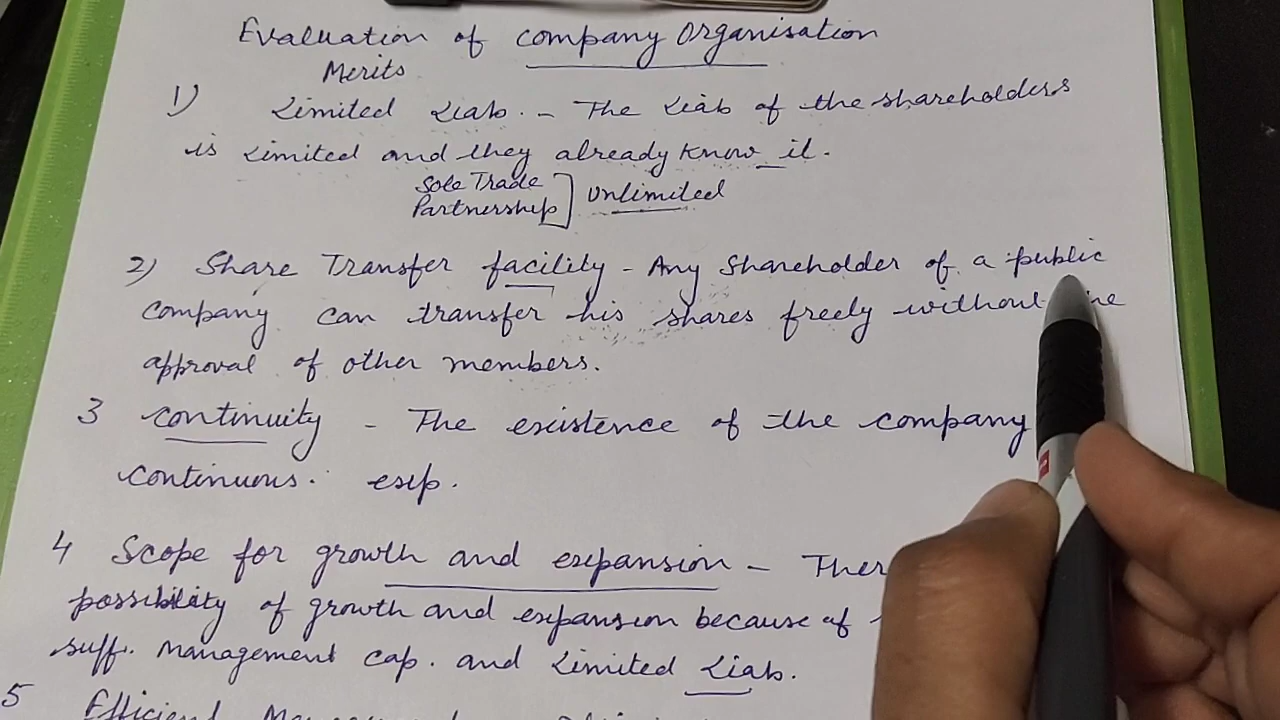 Evaluation of company Organisation
Merits
1) Limited Liab. - The Liab of the shareholders
is Limited and they already know it.
Sole Trade
Partnership ] Unlimited
2) Share Transfer facility - Any Shareholder of a public
company can transfer his shares freely without
approval of other members.
3 continuity - The existence of the company
continuous.
4 Scope for growth and expansion -
possibility of growth and expansion because of
suff. management cap. and Limited Liab.
5 Efficient